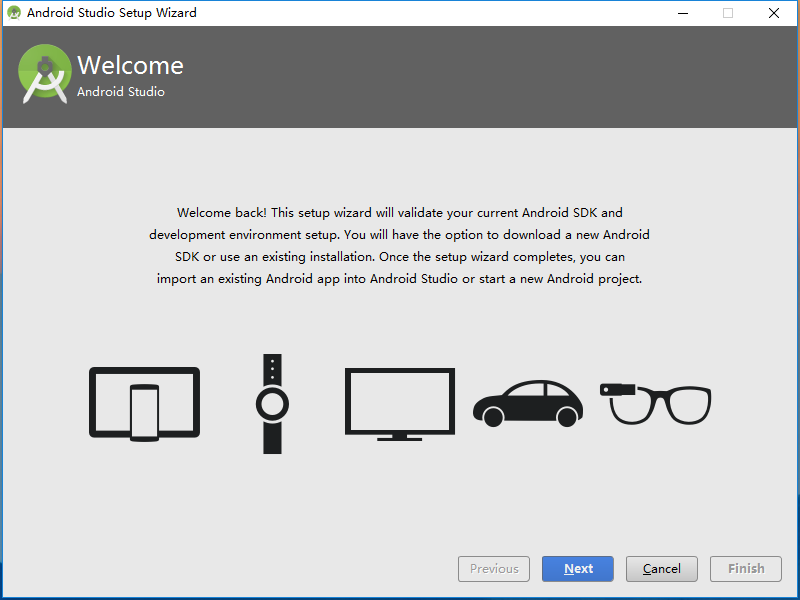 Android Studio Setup Wizard
Welcome
Android Studio
Welcome back! This setup wizard will validate your current Android SDK and
development environment setup. You will have the option to download a new Android
SDK or use an existing installation. Once the setup wizard completes, you can
import an existing Android app into Android Studio or start a new Android project.
Previous
Next
Cancel
Finish